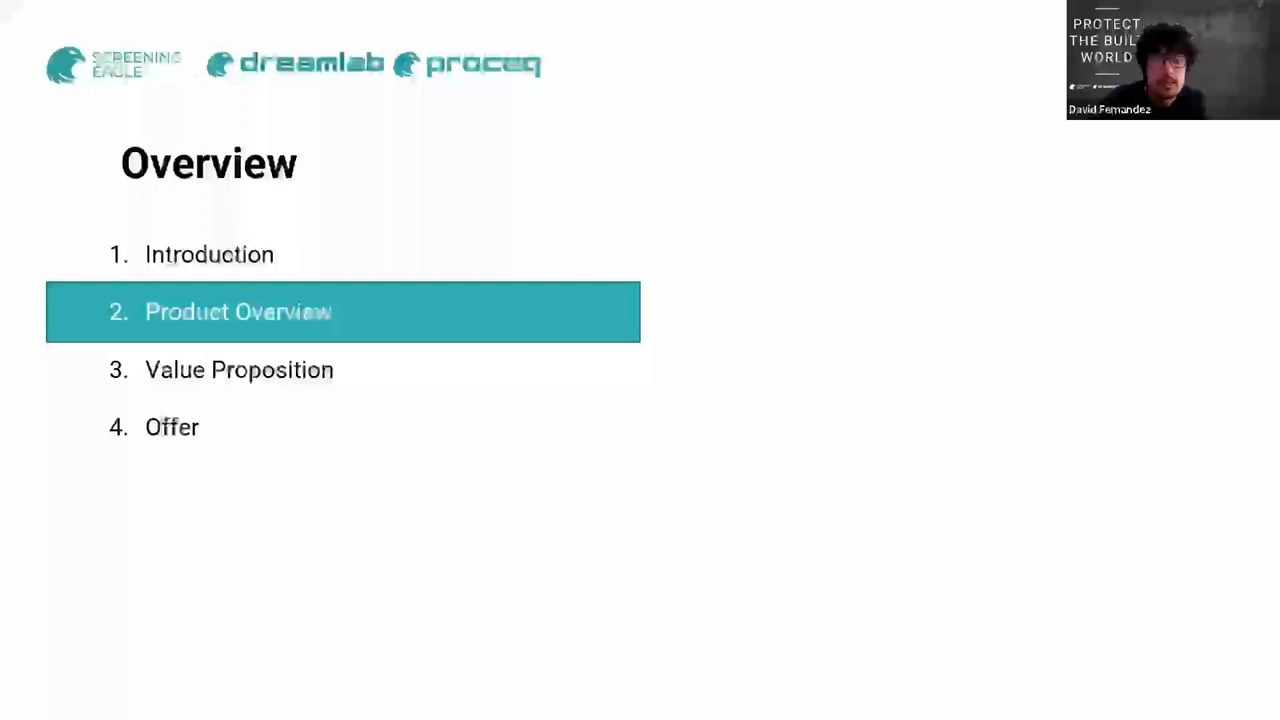 SCREENING
EAGLE
dreamlab
proceq
PROTECT
THE BUIL
WORLD
David Fernandez
Overview
1. Introduction
2. Product Overview
3. Value Proposition
4. Offer